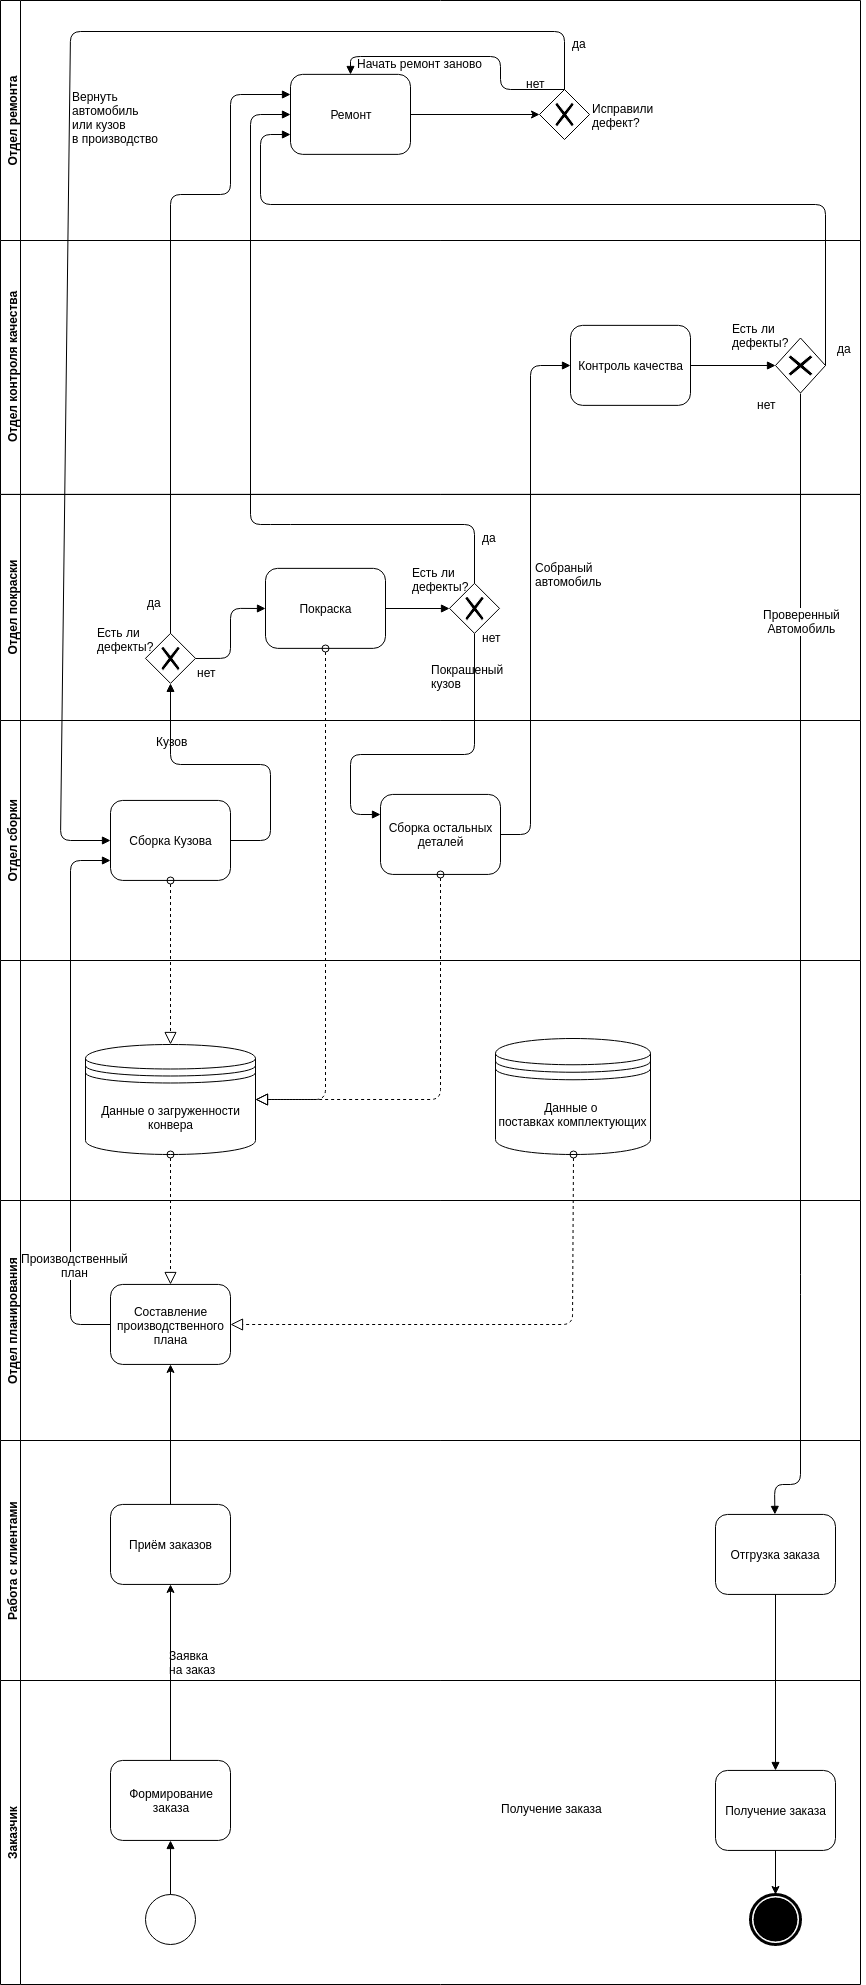 Отдел ремонта
да
Начать ремонт заново
нет
Вернуть
автомобиль
или кузов
в производство
Ремонт
Исправили
дефект?
Отдел контроля качества
Есть ли
дефекты?
да
Контроль качества
нет
Отдел покраски
да
Собраный
автомобиль
Есть ли
дефекты?
да
Покраска
Есть ли
дефекты?
нет
нет
Покрашеный
кузов
Проверенный
Автомобиль
Отдел сборки
Кузов
Сборка Кузова
Сборка остальных
деталей
Данные о загруженности
конвера
Данные о
поставках комплектующих
Отдел планирования
Производственный
план
Составление
производственного
плана
Работа с клиентами
Приём заказов
Отгрузка заказа
Заявка
на заказ
Заказчик
Формирование
заказа
Получение заказа
Получение заказа